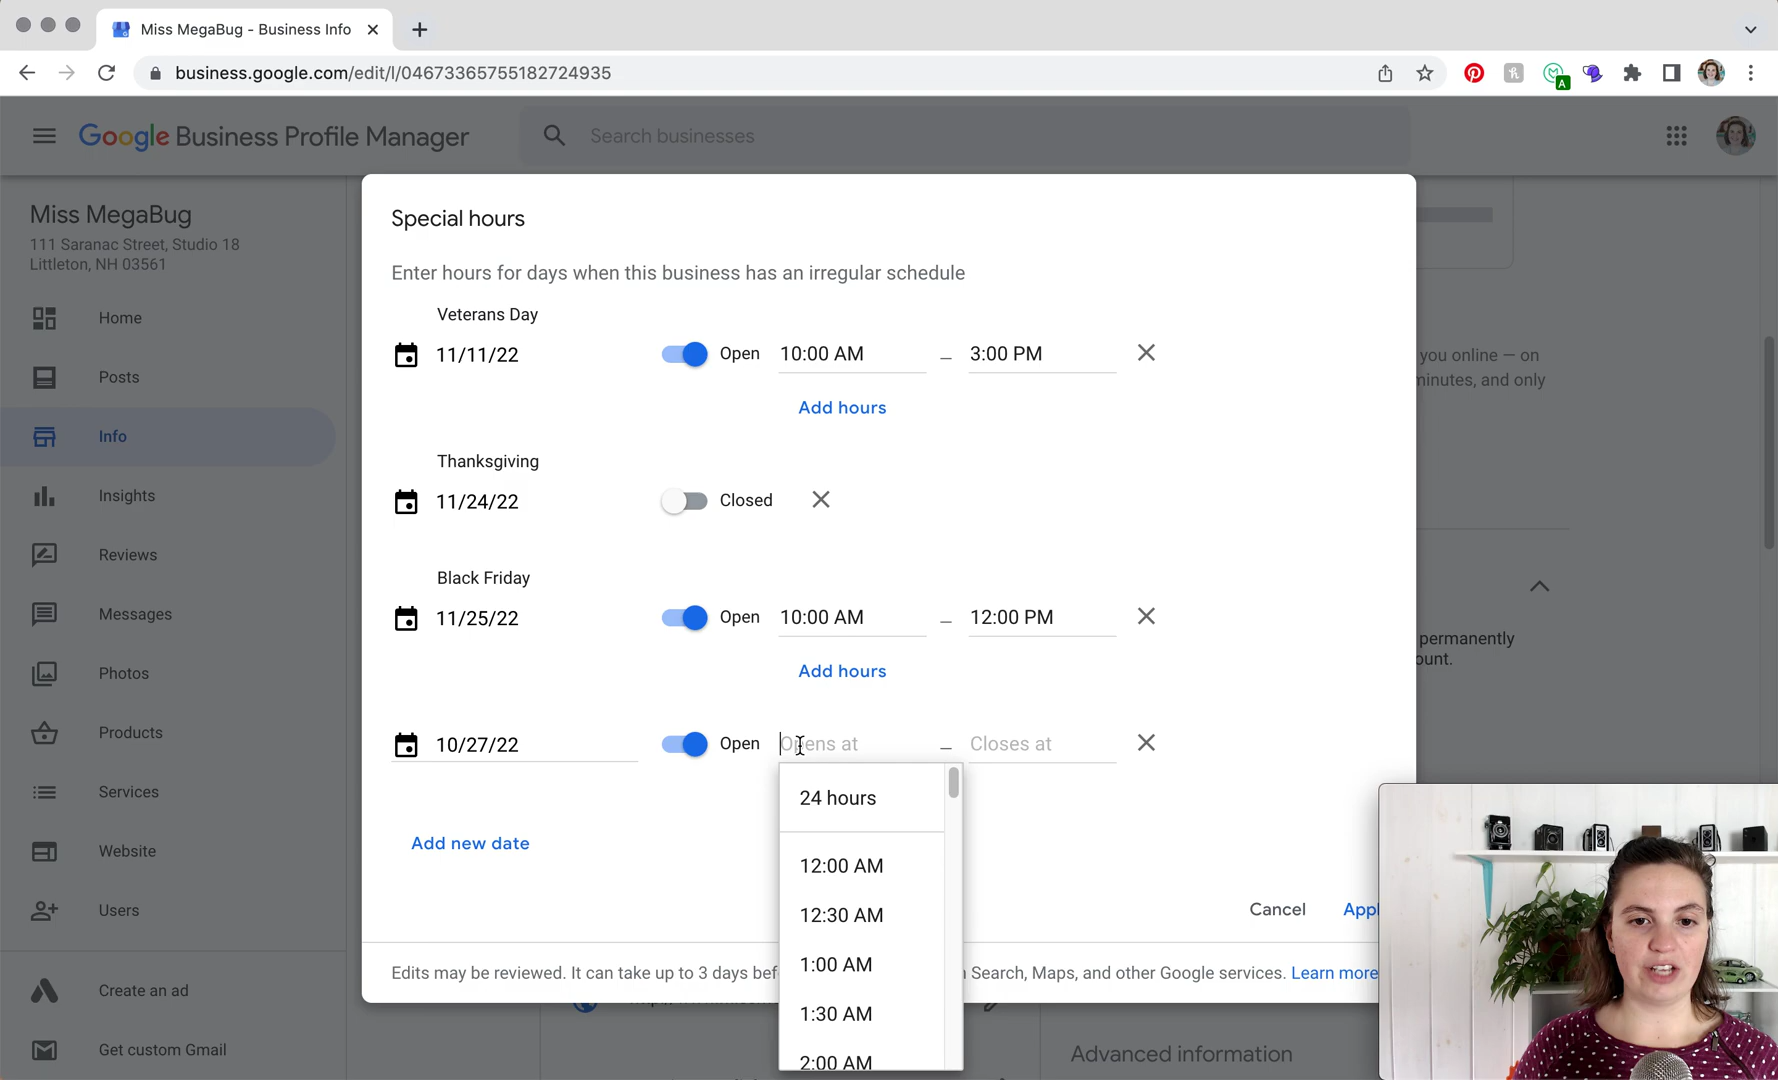 Miss MegaBug - Business Info
business.google.com/edit/l/04673365755182724935
A
Google Business Profile Manager
Search businesses
Miss MegaBug
111 Saranac Street, Studio 18
Littleton, NH 03561
Home
Posts
Info
Insights
Reviews
Messages
Photos
Products
Services
Website
Users
Create an ad
Get custom Gmail
Special hours
Enter hours for days when this business has an irregular schedule
Veterans Day
11/11/22 Open 10:00 AM – 3:00 PM
Add hours
Thanksgiving
11/24/22 Closed
Black Friday
11/25/22 Open 10:00 AM – 12:00 PM
Add hours
10/27/22 Open Opens at – Closes at
24 hours
12:00 AM
12:30 AM
1:00 AM
1:30 AM
2:00 AM
Add new date
Cancel Appl
Edits may be reviewed. It can take up to 3 days bef Search, Maps, and other Google services. Learn more
you online — on
minutes, and only
permanently
ount.
Advanced information